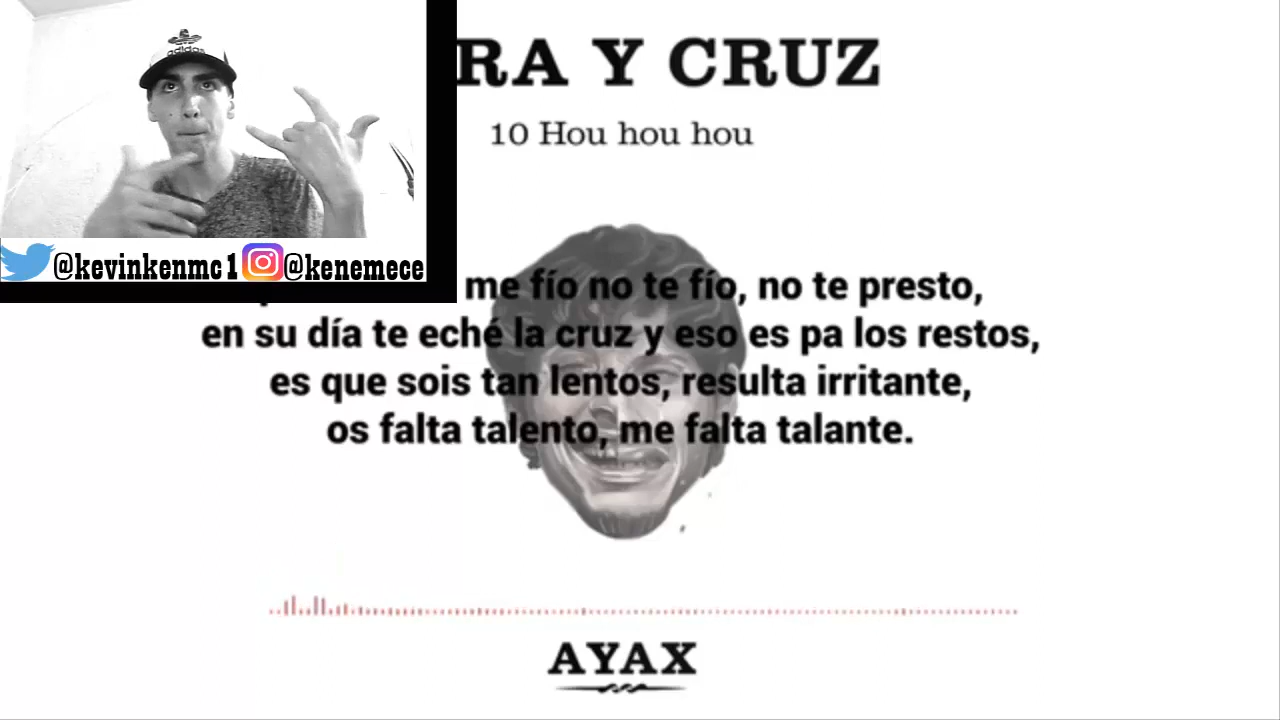 adidas
RA Y CRUZ
10 Hou hou hou
@kevinkenmc1 @kenemece
me fío no te fío, no te presto,
en su día te eché la cruz y eso es pa los restos,
es que sois tan lentos, resulta irritante,
os falta talento, me falta talante.
AYAX